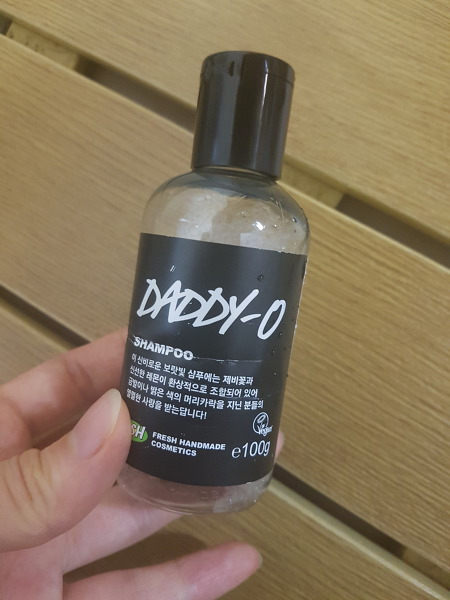 DADDY-O
SHAMPOO
이 신비로운 보랏빛 샴푸에는 제비꽃과
신선한 레몬이 환상적으로 조합되어 있어
금발이나 밝은 색의 머리카락을 지닌 분들의
열렬한 사랑을 받는답니다!
SH
FRESH HANDMADE
COSMETICS
Vegan
e100g